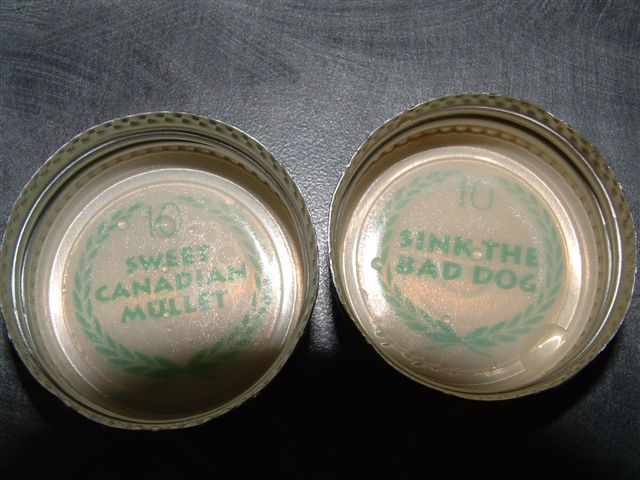 10
SWEET
CANADIAN
MULLET
10
SINK THE
BAD DOG